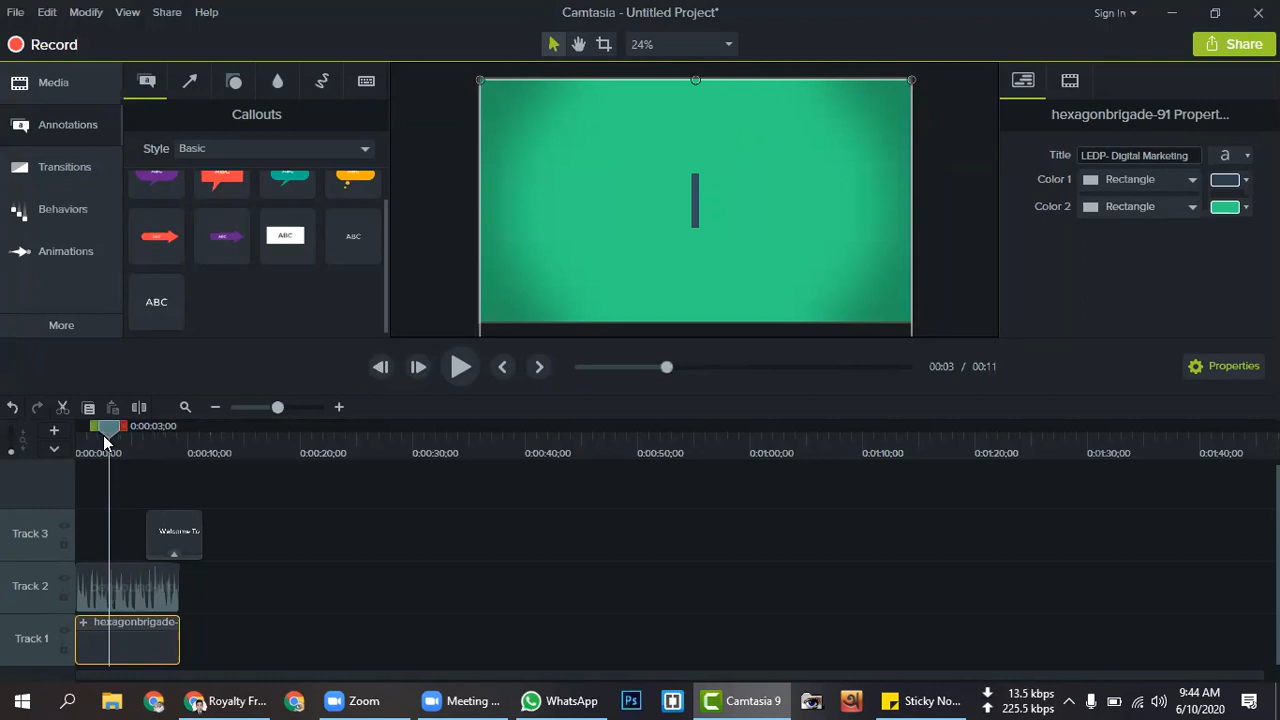 File Edit Modify View Share Help
Camtasia - Untitled Project*
Sign In
Record
24%
Share
Media
Annotations
Transitions
Behaviors
Animations
More
Callouts
Style Basic
ABC
ABC
ABC
hexagonbrigade-91 Propert...
Title LEDP- Digital Marketing a
Color 1 Rectangle
Color 2 Rectangle
00:03 / 00:11
Properties
0:00:03;00
0:00:00;00 0:00:10;00 0:00:20;00 0:00:30;00 0:00:40;00 0:00:50;00 0:01:00;00 0:01:10;00 0:01:20;00 0:01:30;00 0:01:40;00
Track 3
Welcome To
Track 2
Track 1
hexagonbrigade-
Royalty Fr...
Zoom
Meeting ...
WhatsApp
Ps
Camtasia 9
অ
Sticky No...
13.5 kbps
225.5 kbps
9:44 AM
6/10/2020